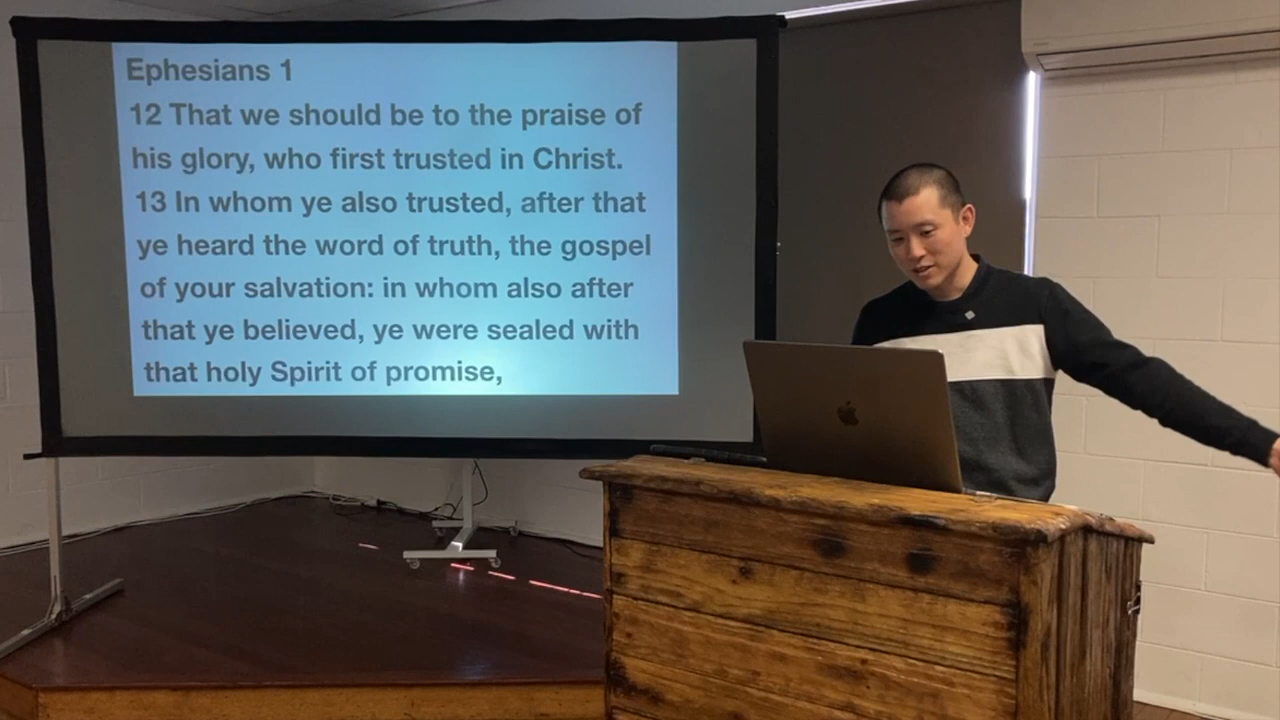 Ephesians 1
12 That we should be to the praise of
his glory, who first trusted in Christ.
13 In whom ye also trusted, after that
ye heard the word of truth, the gospel
of your salvation: in whom also after
that ye believed, ye were sealed with
that holy Spirit of promise,